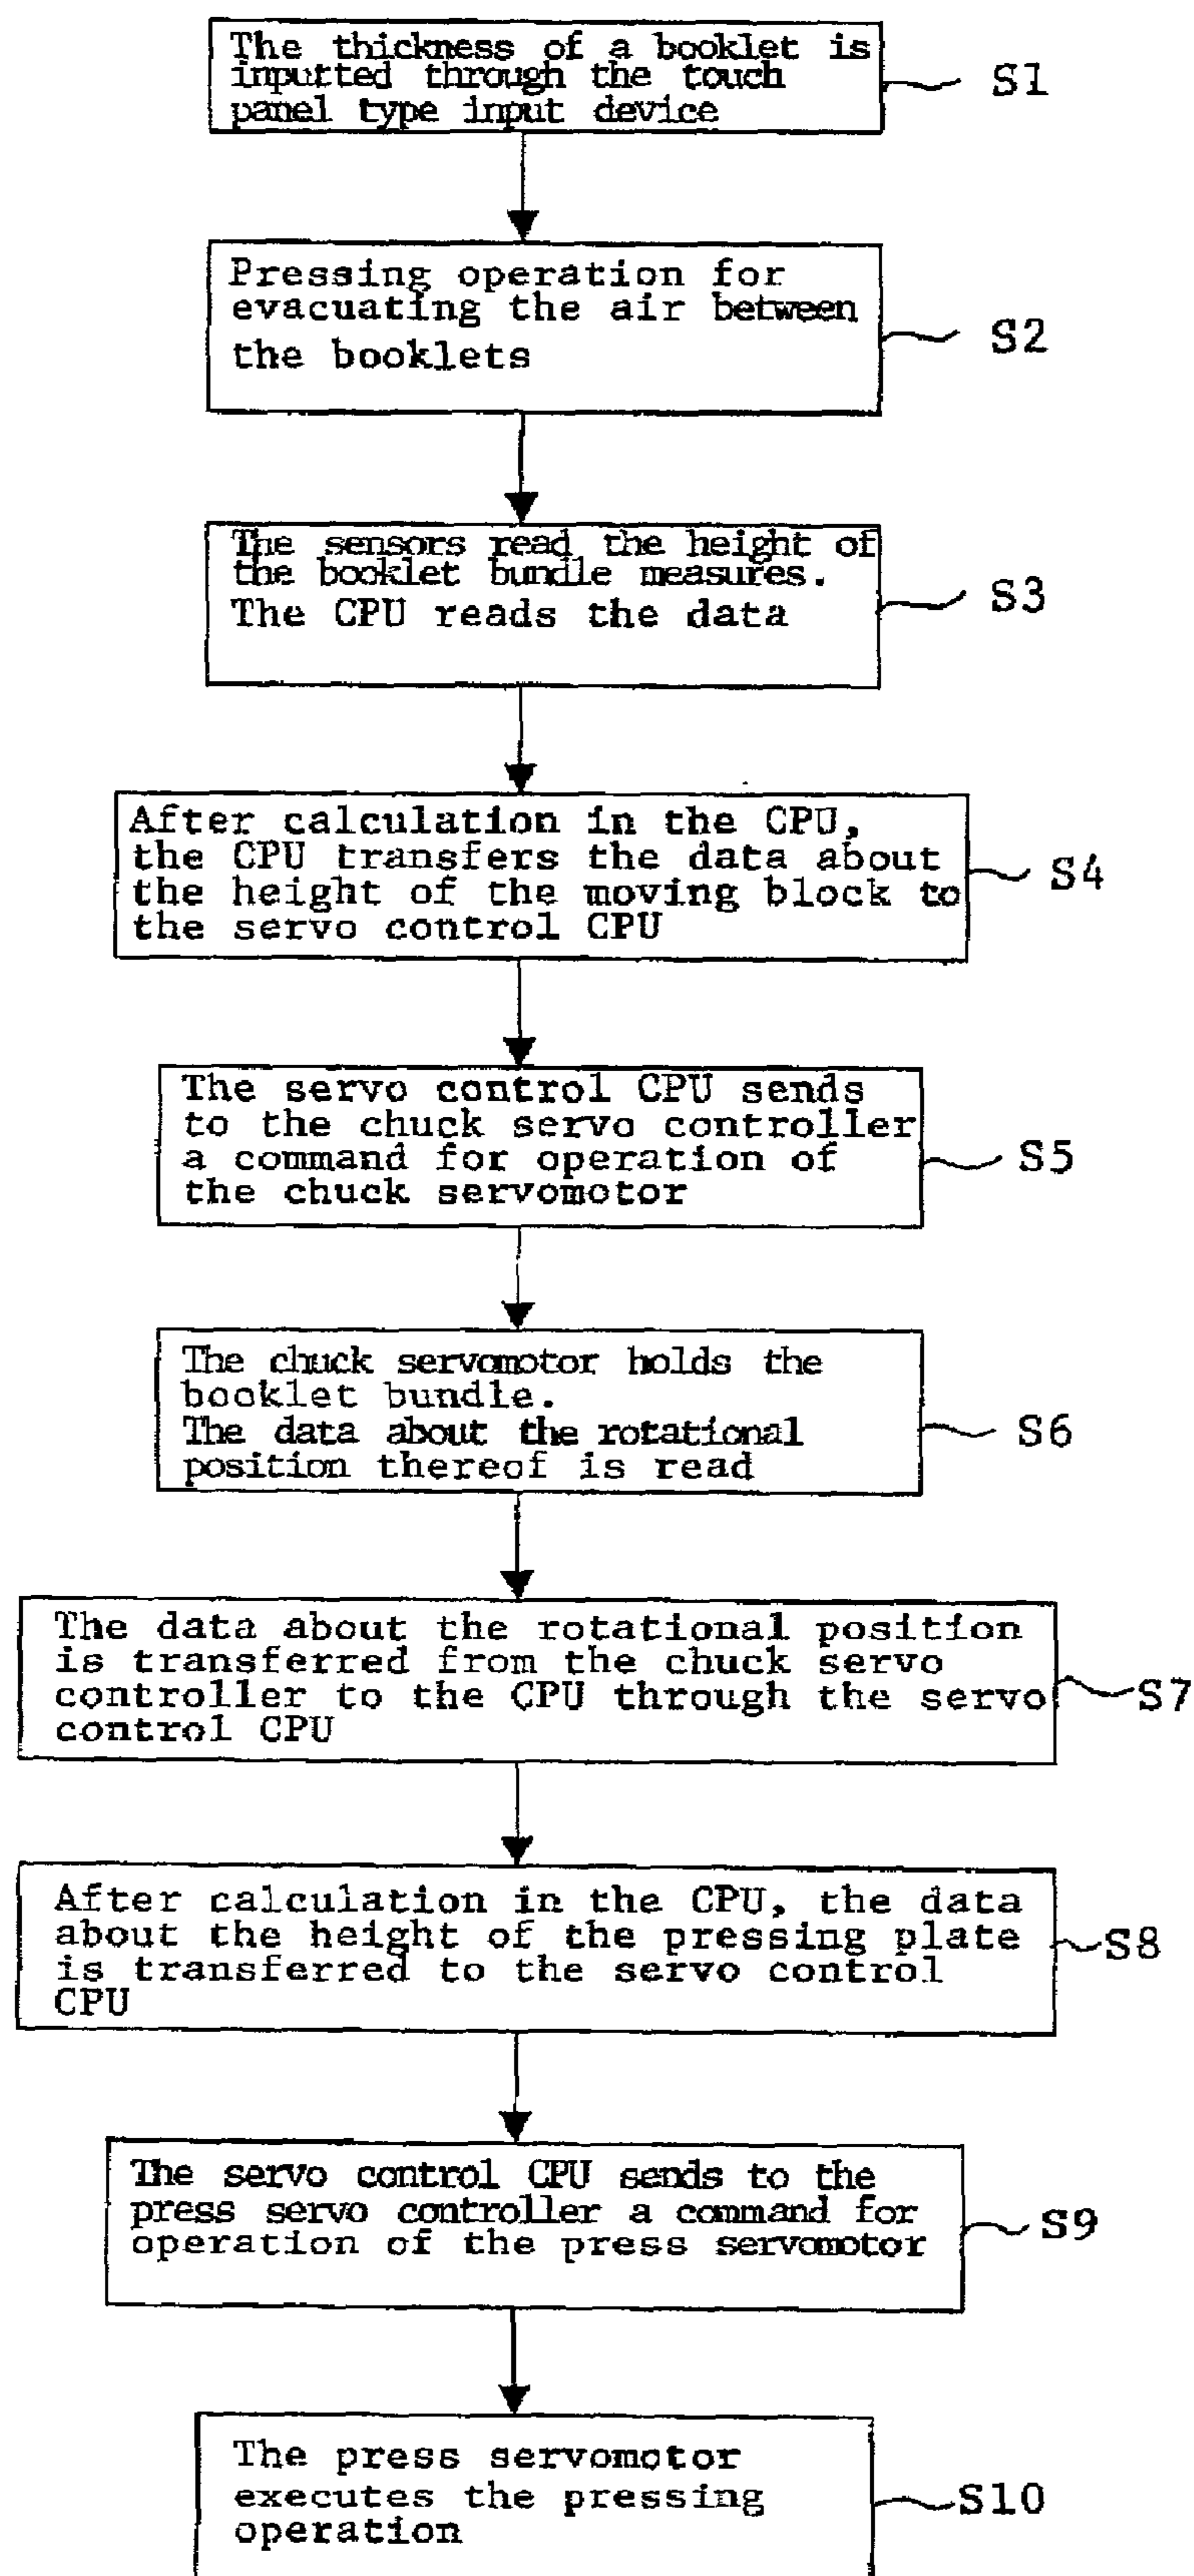 The thickness of a booklet is
inputted through the touch
panel type input device
S1
Pressing operation for
evacuating the air between
the booklets
S2
The sensors read the height of
the booklet bundle measures.
The CPU reads the data
S3
After calculation in the CPU,
the CPU transfers the data about
the height of the moving block to
the servo control CPU
S4
The servo control CPU sends
to the chuck servo controller
a command for operation of
the chuck servomotor
S5
The chuck servomotor holds the
booklet bundle.
The data about the rotational
position thereof is read
S6
The data about the rotational position
is transferred from the chuck servo
controller to the CPU through the servo
control CPU
S7
After calculation in the CPU, the data
about the height of the pressing plate
is transferred to the servo control
CPU
S8
The servo control CPU sends to the
press servo controller a command for
operation of the press servomotor
S9
The press servomotor
executes the pressing
operation
S10